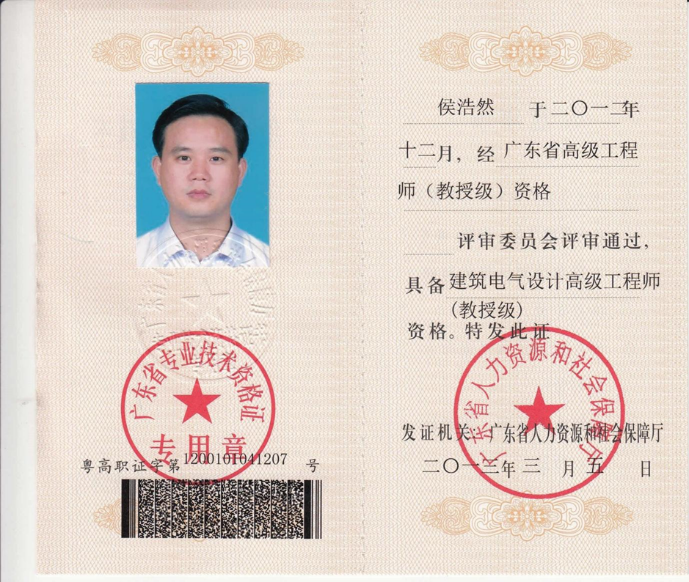 广东省专业技术资格证
专用章
粤高职证字第1200101041207号
侯浩然 于二〇一二年
十二月，经 广东省高级工程
师（教授级）资格
评审委员会评审通过，
具备 建筑电气设计高级工程师
(教授级)
资格。特发此证
广东省人力资源和社会保障厅
发证机关 广东省人力资源和社会保障厅
二〇一三年 三 月 五 日